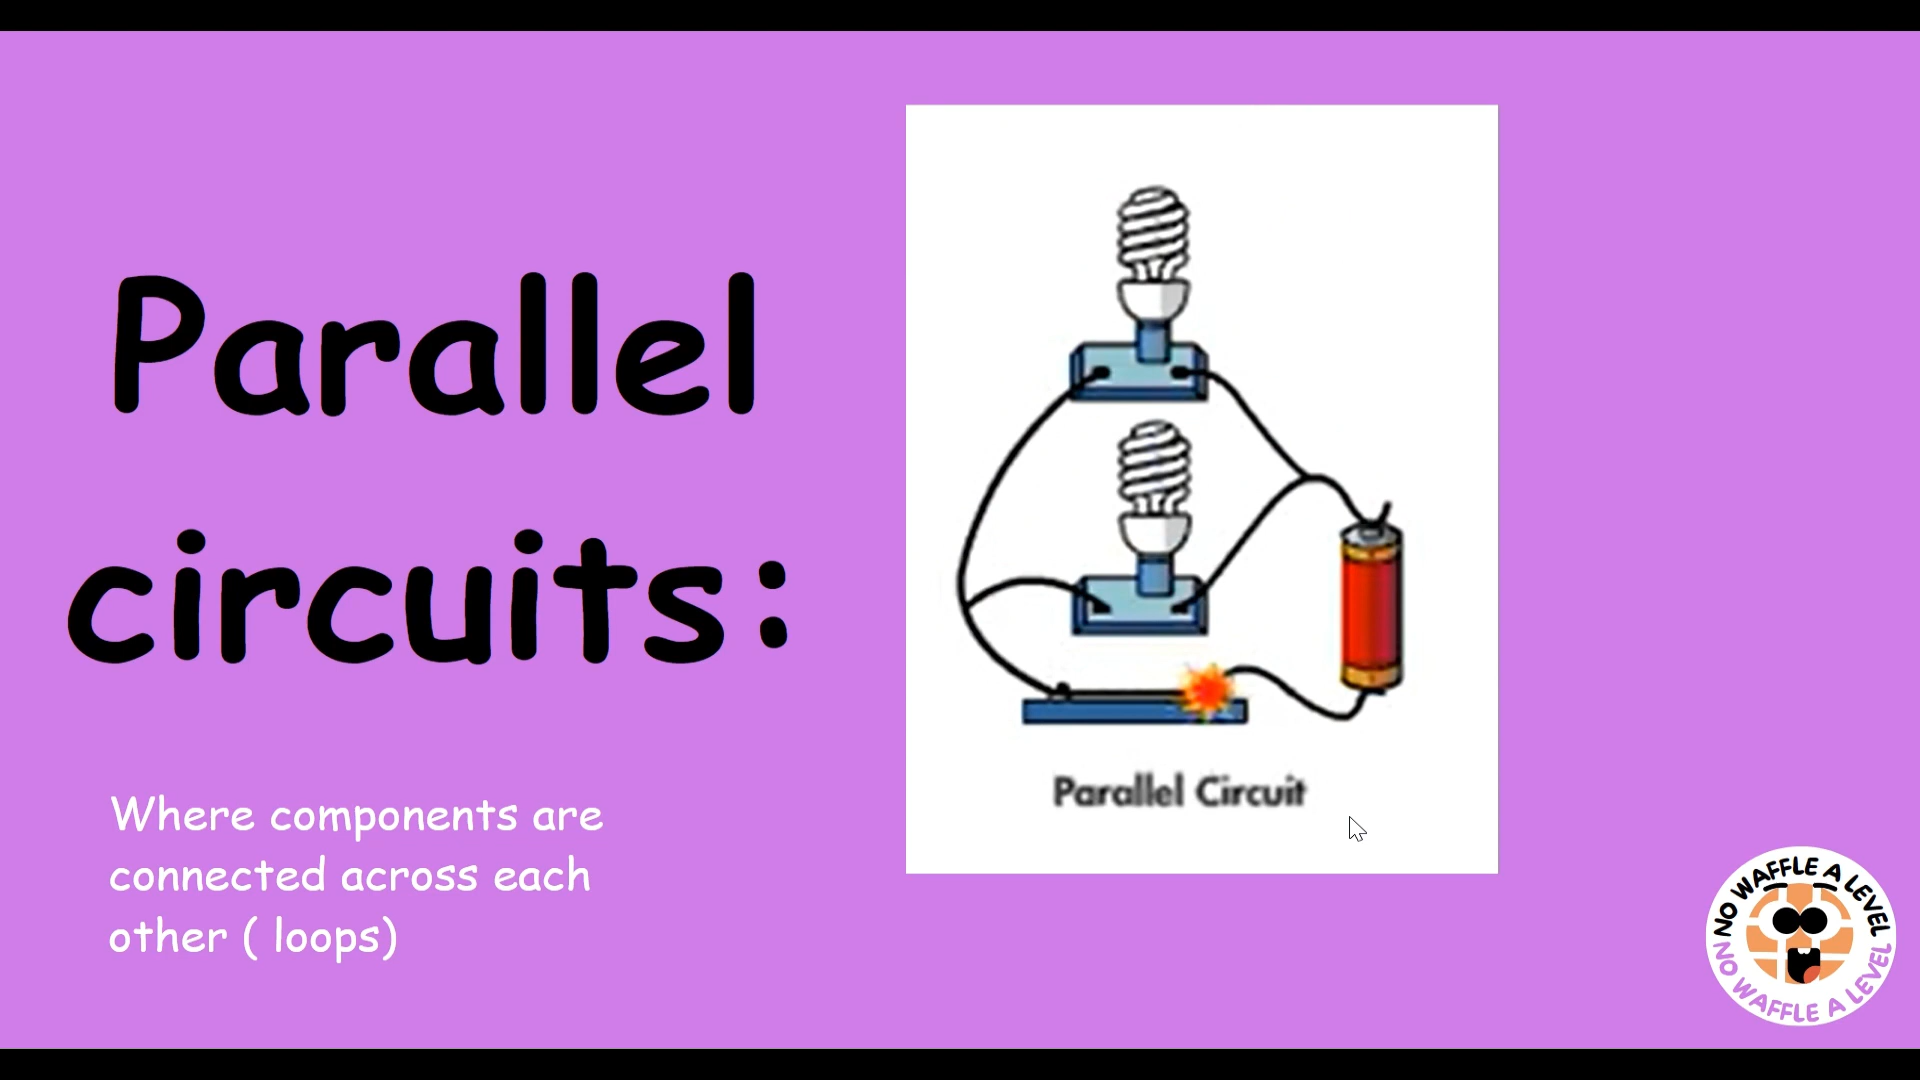 Parallel
circuits:
Where components are
connected across each
other ( loops)
Parallel Circuit
NO WAFFLE A LEVEL
NO WAFFLE A LEVEL